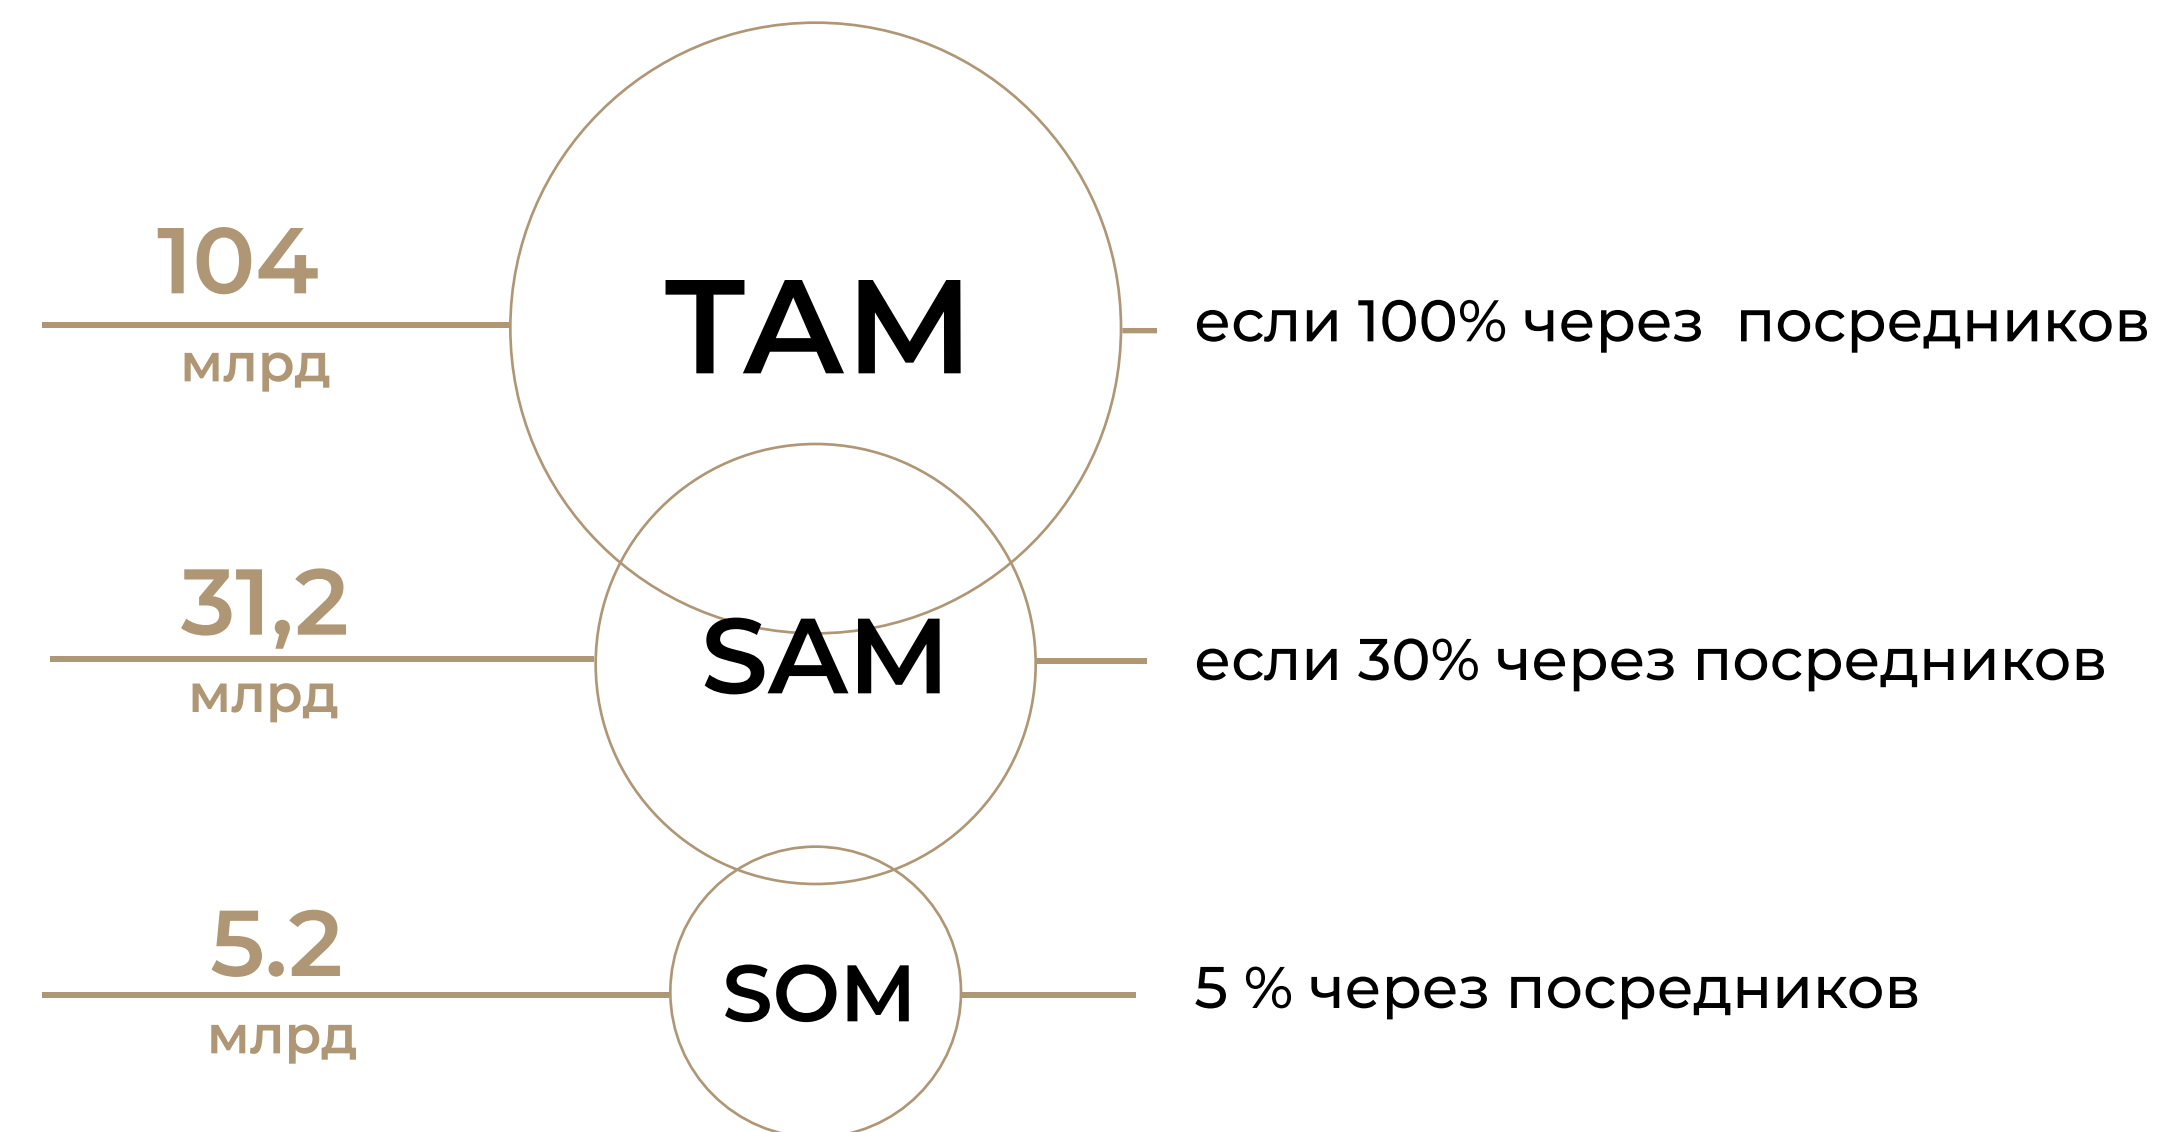 104
млрд
TAM
если 100% через посредников
31,2
млрд
SAM
если 30% через посредников
5.2
млрд
SOM
5 % через посредников